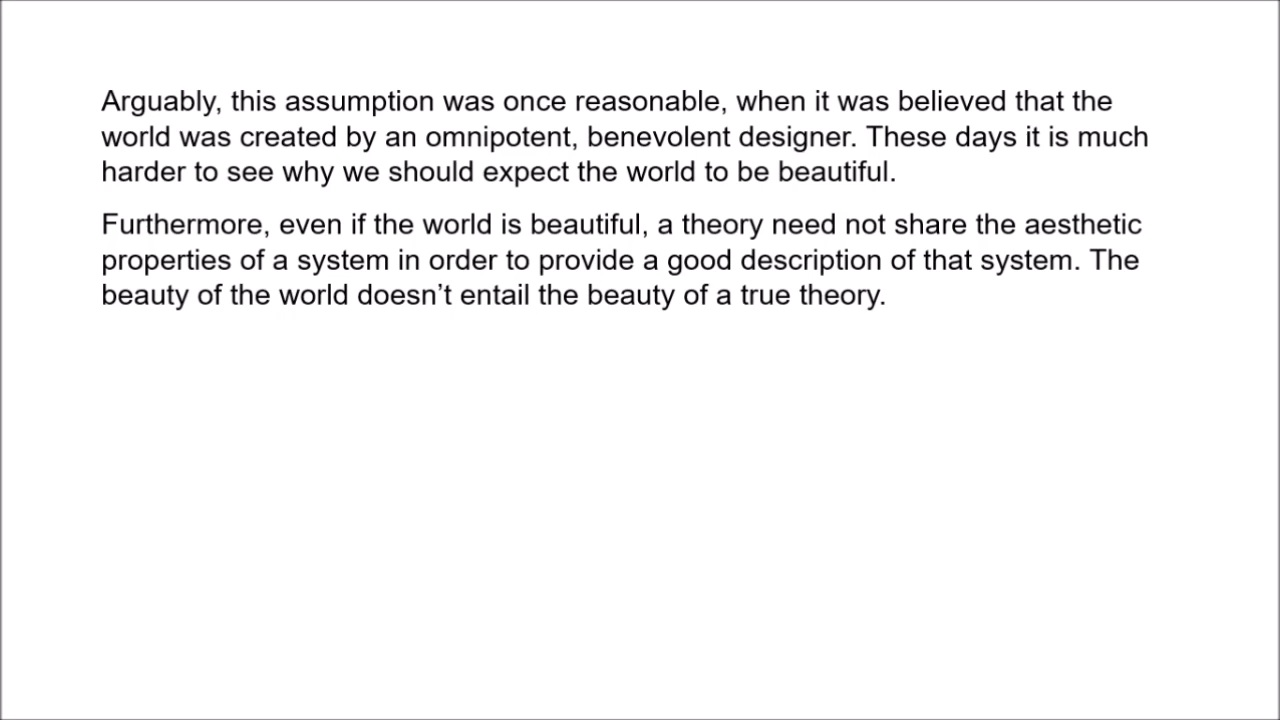 Arguably, this assumption was once reasonable, when it was believed that the
world was created by an omnipotent, benevolent designer. These days it is much
harder to see why we should expect the world to be beautiful.
Furthermore, even if the world is beautiful, a theory need not share the aesthetic
properties of a system in order to provide a good description of that system. The
beauty of the world doesn’t entail the beauty of a true theory.